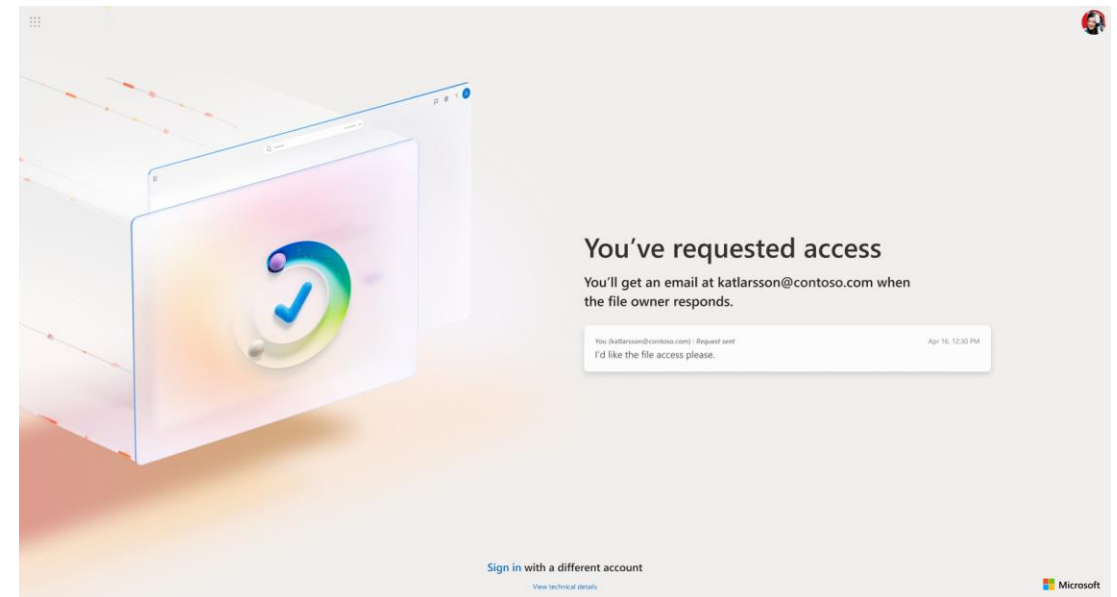 You've requested access
You'll get an email at katlarsson@contoso.com when
the file owner responds.
You (katlarsson@contoso.com) : Request sent
Apr 16, 12:30 PM
I'd like the file access please.
Sign in with a different account
View technical details
Microsoft